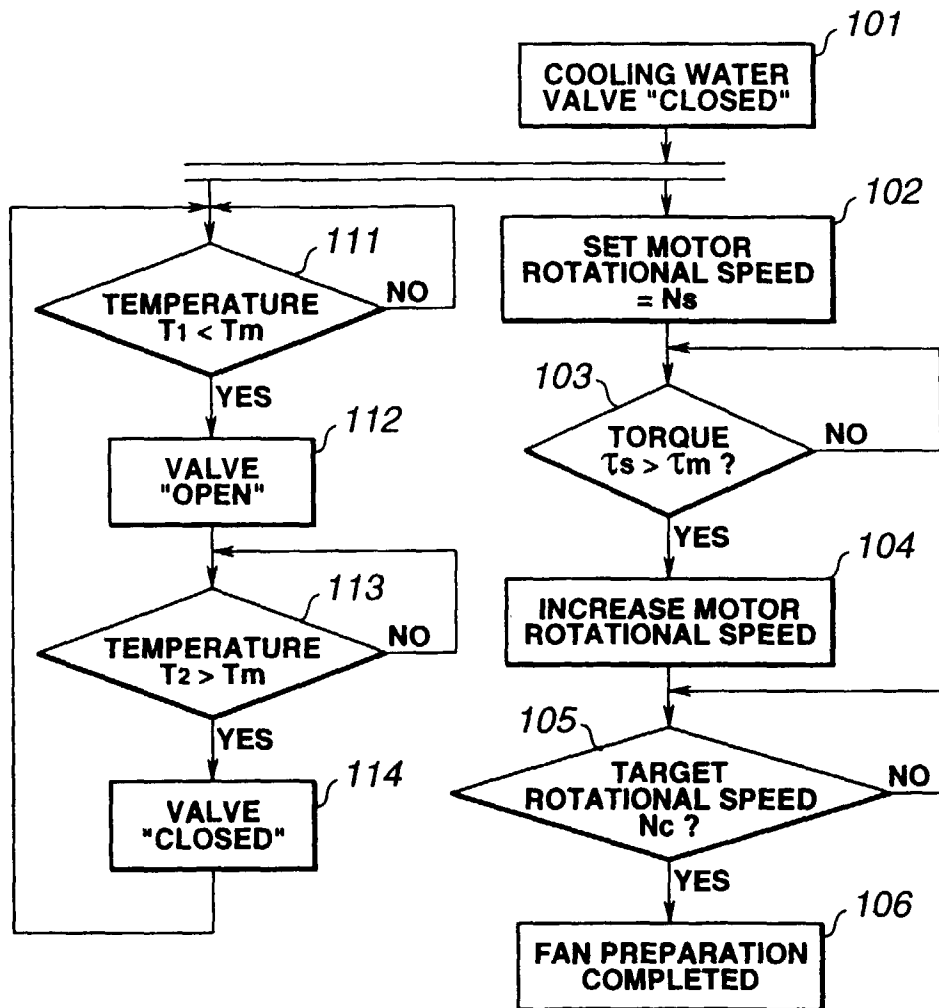 101
COOLING WATER
VALVE "CLOSED"
102
SET MOTOR
ROTATIONAL SPEED
= Ns
111
TEMPERATURE
T1 < Tm
NO
YES
103
TORQUE
τs > τm ?
NO
YES
112
VALVE
"OPEN"
104
INCREASE MOTOR
ROTATIONAL SPEED
113
TEMPERATURE
T2 > Tm
NO
YES
105
TARGET
ROTATIONAL SPEED
Nc ?
NO
YES
114
VALVE
"CLOSED"
106
FAN PREPARATION
COMPLETED